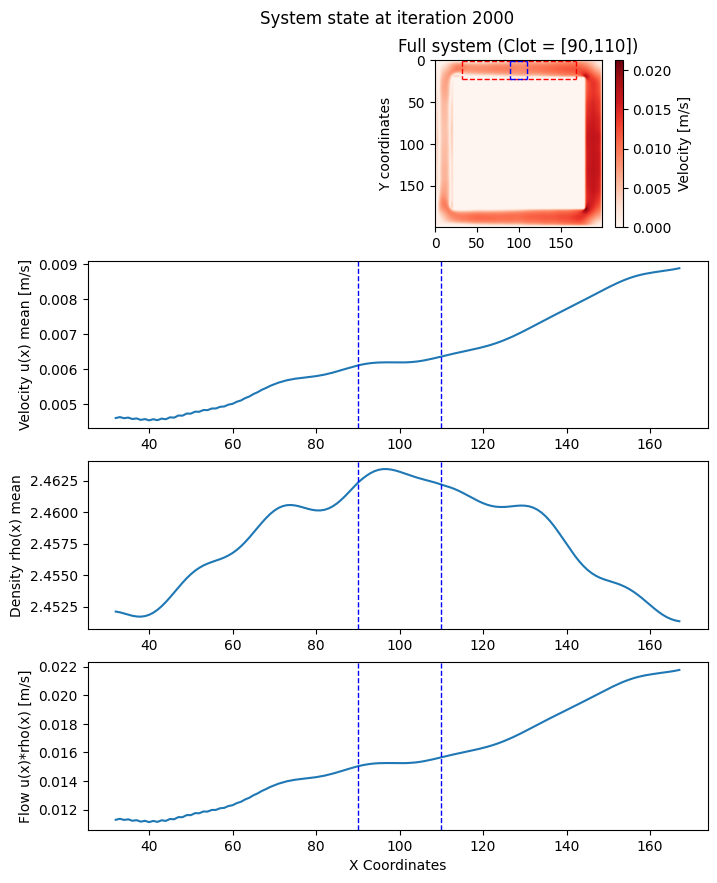 System state at iteration 2000
Full system (Clot = [90,110])
Y coordinates
0
50
100
150
0 50 100 150
0.020
0.015
0.010
0.005
0.000
Velocity [m/s]
Velocity u(x) mean [m/s]
0.009
0.008
0.007
0.006
0.005
40 60 80 100 120 140 160
Density rho(x) mean
2.4625
2.4600
2.4575
2.4550
2.4525
40 60 80 100 120 140 160
Flow u(x)*rho(x) [m/s]
0.022
0.020
0.018
0.016
0.014
0.012
40 60 80 100 120 140 160
X Coordinates